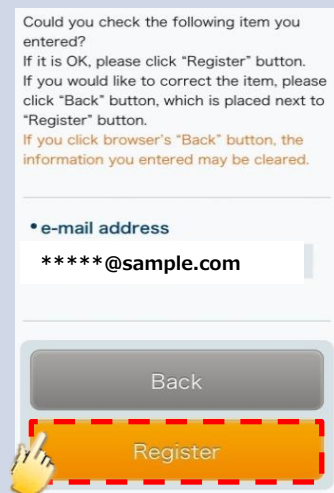 Could you check the following item you
entered?
If it is OK, please click “Register” button.
If you would like to correct the item, please
click “Back” button, which is placed next to
“Register” button.
If you click browser’s “Back” button, the
information you entered may be cleared.
•e-mail address
*****@sample.com
Back
Register